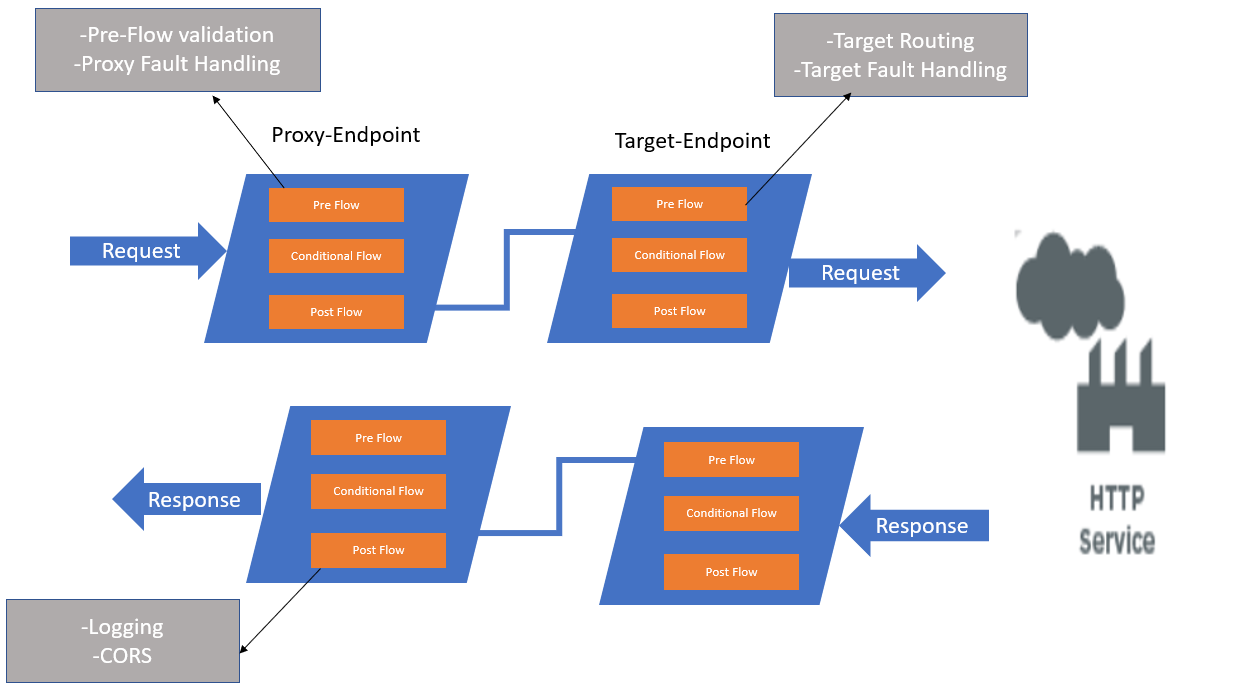 -Pre-Flow validation
-Proxy Fault Handling
-Target Routing
-Target Fault Handling
Proxy-Endpoint
Target-Endpoint
Request
Pre Flow
Conditional Flow
Post Flow
Pre Flow
Conditional Flow
Post Flow
Request
Response
Pre Flow
Conditional Flow
Post Flow
Pre Flow
Conditional Flow
Post Flow
Response
HTTP
Service
-Logging
-CORS